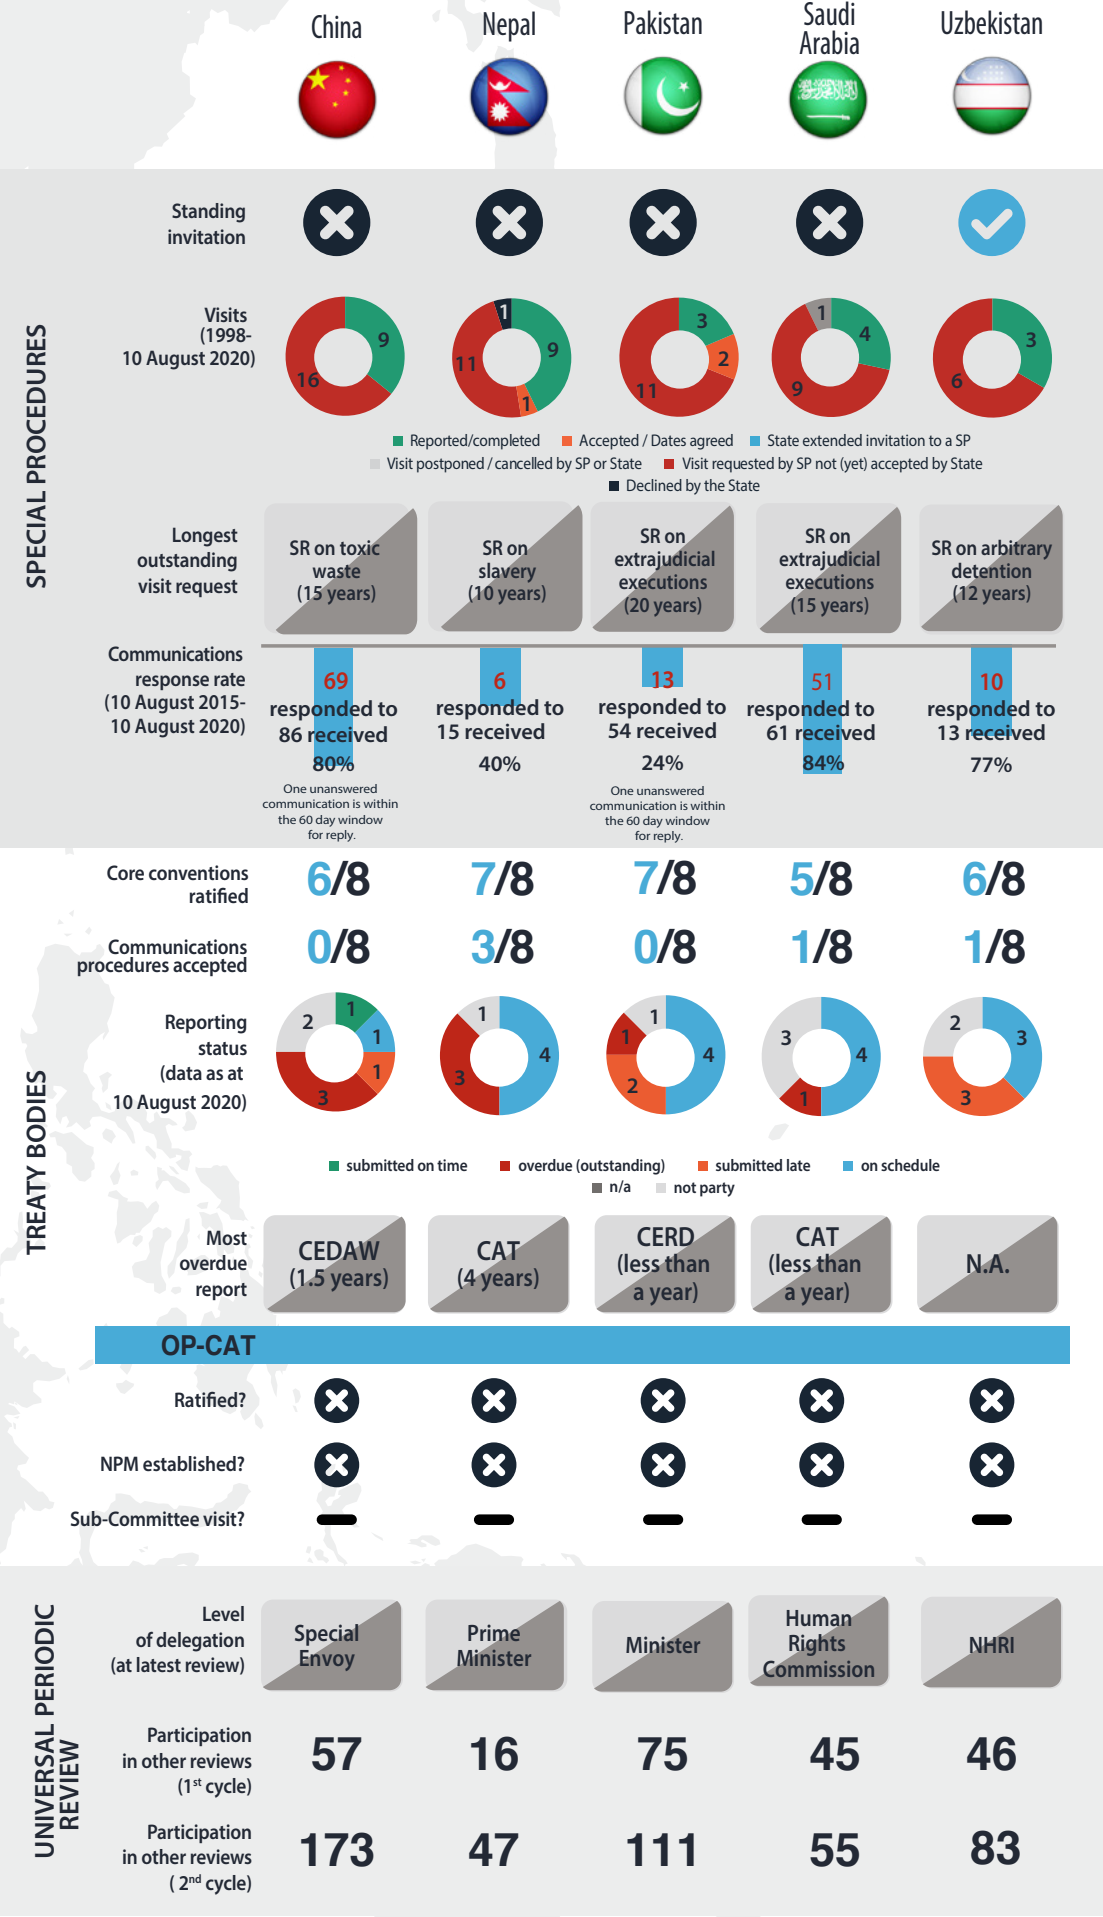 China
Nepal
Pakistan
Saudi
Arabia
Uzbekistan
SPECIAL PROCEDURES
Standing
invitation
Visits
(1998-
10 August 2020)
9
16
1
9
1
11
3
2
11
1
4
9
3
6
Reported/completed
Accepted / Dates agreed
State extended invitation to a SP
Visit postponed / cancelled by SP or State
Visit requested by SP not (yet) accepted by State
Declined by the State
Longest
outstanding
visit request
SR on toxic
waste
(15 years)
SR on
slavery
(10 years)
SR on
extrajudicial
executions
(20 years)
SR on
extrajudicial
executions
(15 years)
SR on arbitrary
detention
(12 years)
Communications
response rate
(10 August 2015-
10 August 2020)
69
responded to
86 received
80%
One unanswered
communication is within
the 60 day window
for reply.
6
responded to
15 received
40%
13
responded to
54 received
24%
One unanswered
communication is within
the 60 day window
for reply.
51
responded to
61 received
84%
10
responded to
13 received
77%
TREATY BODIES
Core conventions
ratified
6/8
7/8
7/8
5/8
6/8
Communications
procedures accepted
0/8
3/8
0/8
1/8
1/8
Reporting
status
(data as at
10 August 2020)
2
1
1
1
3
1
4
3
1
1
4
2
3
4
1
2
3
3
submitted on time
overdue (outstanding)
submitted late
on schedule
n/a
not party
Most
overdue
report
CEDAW
(1.5 years)
CAT
(4 years)
CERD
(less than
a year)
CAT
(less than
a year)
N.A.
OP-CAT
Ratified?
NPM established?
Sub-Committee visit?
UNIVERSAL PERIODIC
REVIEW
Level
of delegation
(at latest review)
Special
Envoy
Prime
Minister
Minister
Human
Rights
Commission
NHRI
Participation
in other reviews
(1st cycle)
57
16
75
45
46
Participation
in other reviews
( 2nd cycle)
173
47
111
55
83